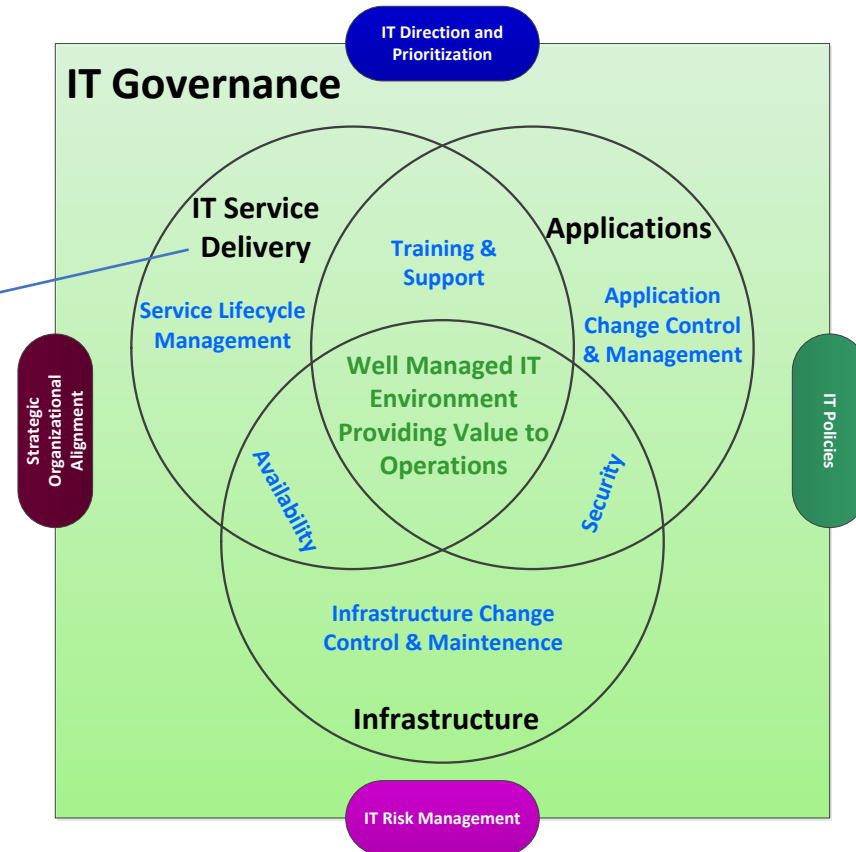 IT Direction and
Prioritization
IT Governance
IT Service
Delivery
Applications
Training &
Support
Service Lifecycle
Management
Application
Change Control
& Management
Well Managed IT
Environment
Providing Value to
Operations
Strategic
Organizational
Alignment
IT Policies
Availability
Security
Infrastructure Change
Control & Maintenence
Infrastructure
IT Risk Management